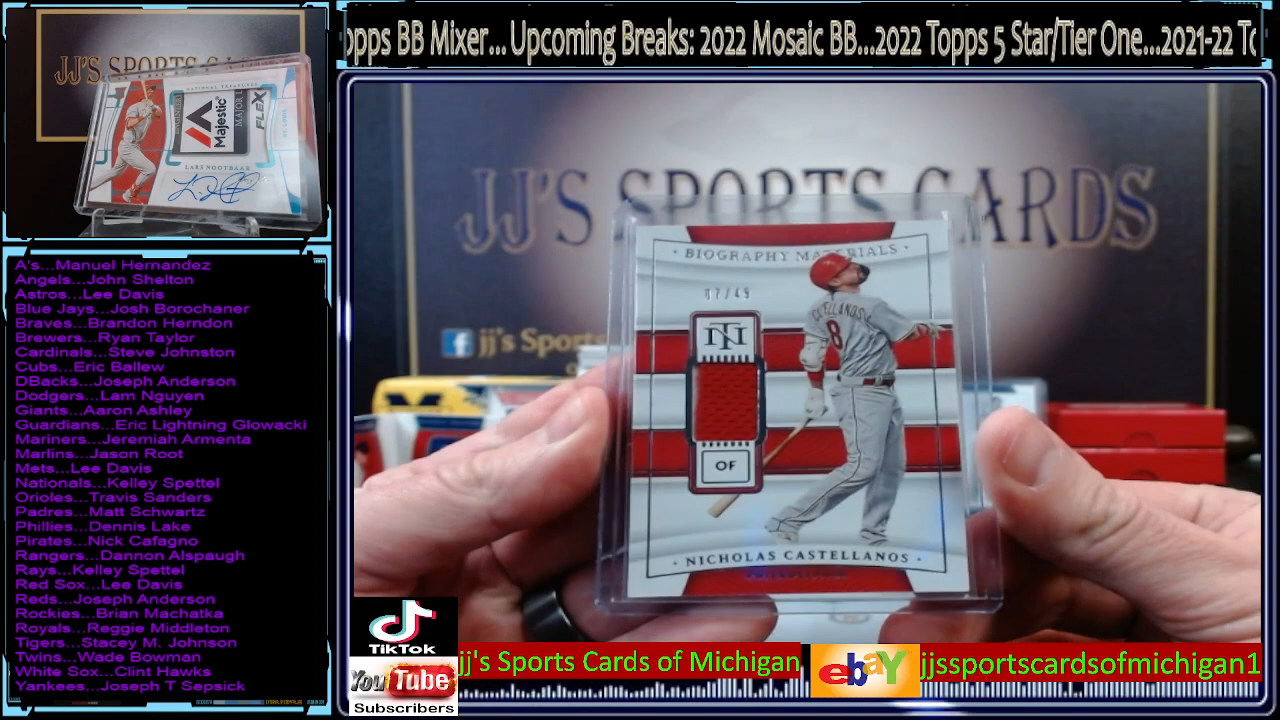 opps BB Mixer... Upcoming Breaks: 2022 Mosaic BB...2022 Topps 5 Star/Tier One...2021-22 To
JJ'S SPORTS CARDS
NATIONAL TREASURES
Majestic
MAJOR L
FLEX
LARS NOOTBAAR
A's...Manuel Hernandez
Angels...John Shelton
Astros...Lee Davis
Blue Jays...Josh Borochaner
Braves...Brandon Herndon
Brewers...Ryan Taylor
Cardinals...Steve Johnston
Cubs...Eric Ballew
DBacks...Joseph Anderson
Dodgers...Lam Nguyen
Giants...Aaron Ashley
Guardians...Eric Lightning Glowacki
Mariners...Jeremiah Armenta
Marlins...Jason Root
Mets...Lee Davis
Nationals...Kelley Spettel
Orioles...Travis Sanders
Padres...Matt Schwartz
Phillies...Dennis Lake
Pirates...Nick Cafagno
Rangers...Dannon Alspaugh
Rays...Kelley Spettel
Red Sox...Lee Davis
Reds...Joseph Anderson
Rockies...Brian Machatka
Royals...Reggie Middleton
Tigers...Stacey M. Johnson
Twins...Wade Bowman
White Sox...Clint Hawks
Yankees...Joseph T Sepsick
JJ'S SPORTS CARDS
f jj's Sports
· BIOGRAPHY MATERIALS ·
07/49
NT
OF
CASTELLANOS
8
· NICHOLAS CASTELLANOS ·
TikTok
YouTube
Subscribers
jj's Sports Cards of Michigan
ebay
jjssportscardsofmichigan1